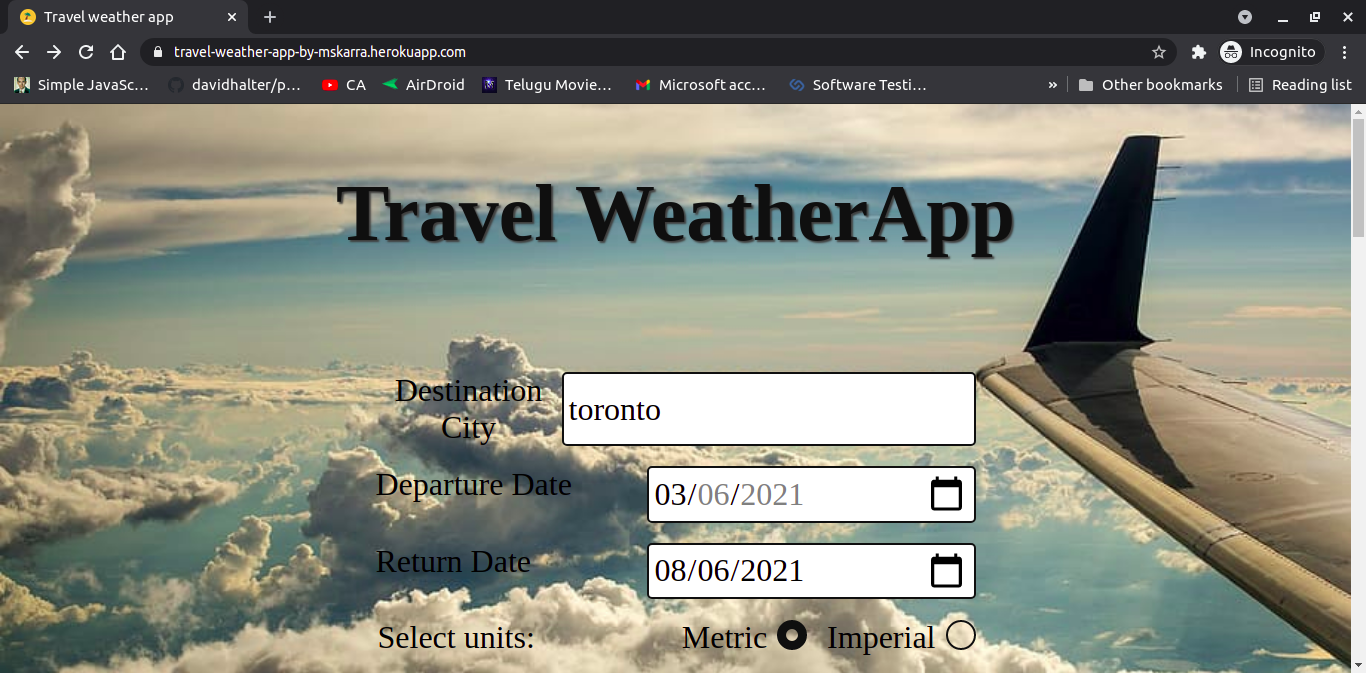 Travel weather app
travel-weather-app-by-mskarra.herokuapp.com
Incognito
Simple JavaSc... davidhalter/p... CA AirDroid Telugu Movie... Microsoft acc... Software Testi... » Other bookmarks Reading list
Travel WeatherApp
Destination
City
toronto
Departure Date 03/06/2021
Return Date 08/06/2021
Select units: Metric Imperial